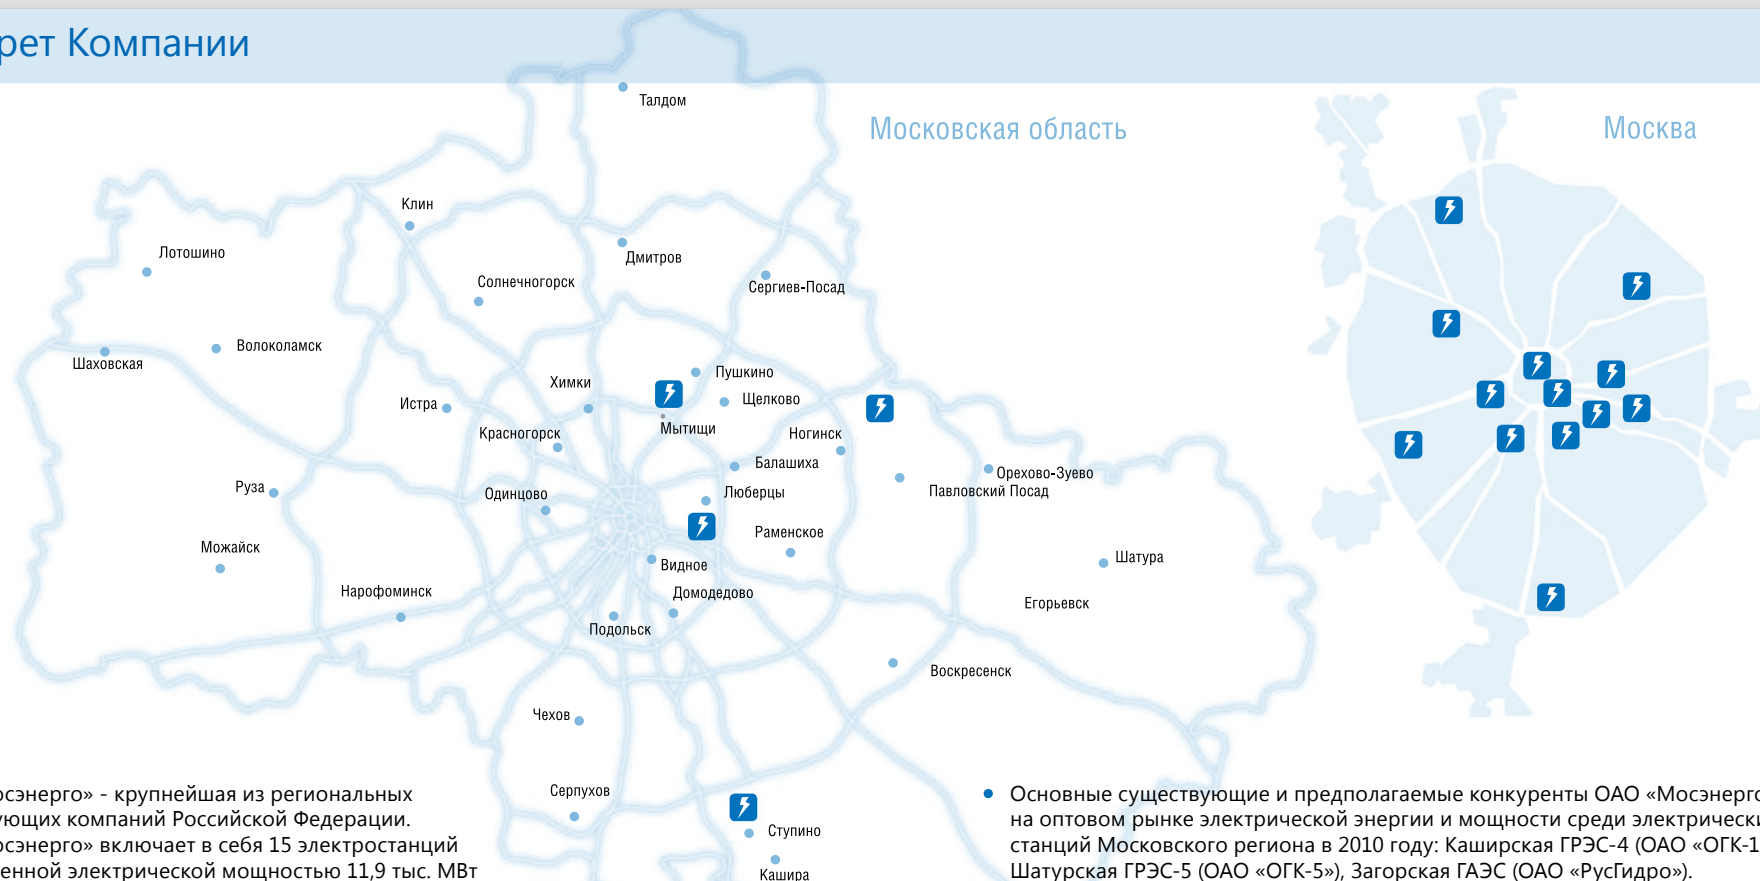 рет Компании
Талдом
Московская область
Москва
Клин
Лотошино
Дмитров
Солнечногорск
Сергиев-Посад
Волоколамск
Шаховская
Пушкино
Химки
Щелково
Истра
Мытищи
Красногорск
Ногинск
Балашиха
Орехово-Зуево
Руза
Одинцово
Люберцы
Павловский Посад
Раменское
Можайск
Шатура
Видное
Нарофоминск
Домодедово
Егорьевск
Подольск
Воскресенск
Чехов
Серпухов
Ступино
Кашира
осэнерго» - крупнейшая из региональных
ующих компаний Российской Федерации.
осэнерго» включает в себя 15 электростанций
енной электрической мощностью 11,9 тыс. МВт
• Основные существующие и предполагаемые конкуренты ОАО «Мосэнерго
на оптовом рынке электрической энергии и мощности среди электрически
станций Московского региона в 2010 году: Каширская ГРЭС-4 (ОАО «ОГК-1
Шатурская ГРЭС-5 (ОАО «ОГК-5»), Загорская ГАЭС (ОАО «РусГидро»).